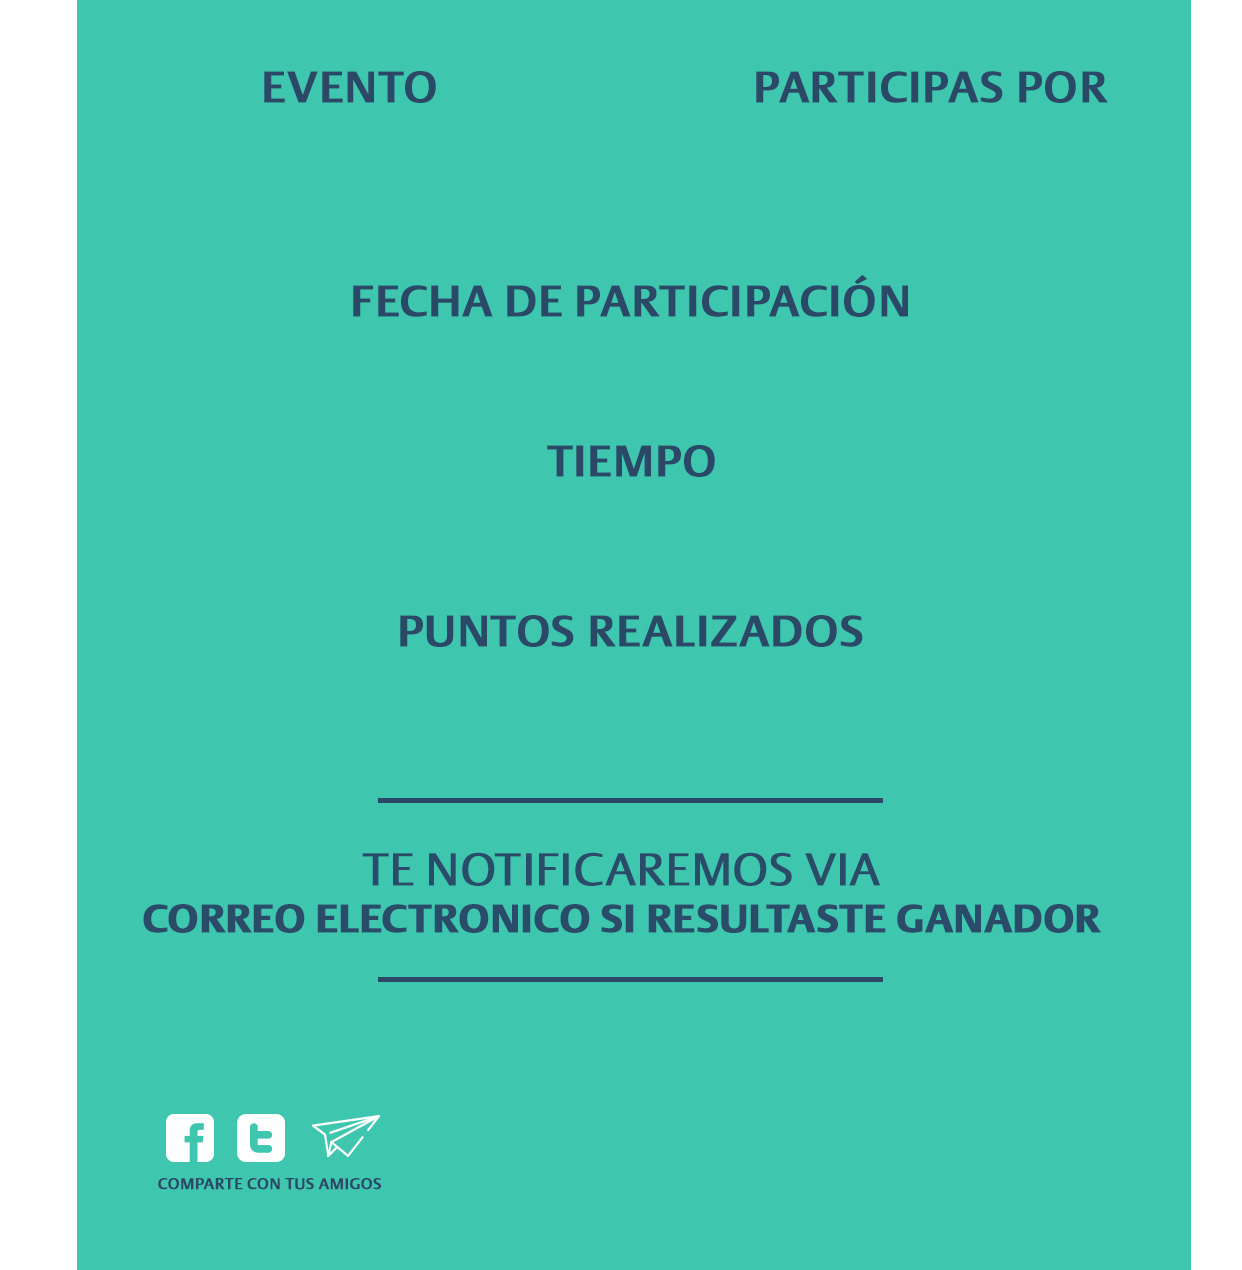 EVENTO
PARTICIPAS POR
FECHA DE PARTICIPACIÓN
TIEMPO
PUNTOS REALIZADOS
TE NOTIFICAREMOS VIA
CORREO ELECTRONICO SI RESULTASTE GANADOR
COMPARTE CON TUS AMIGOS